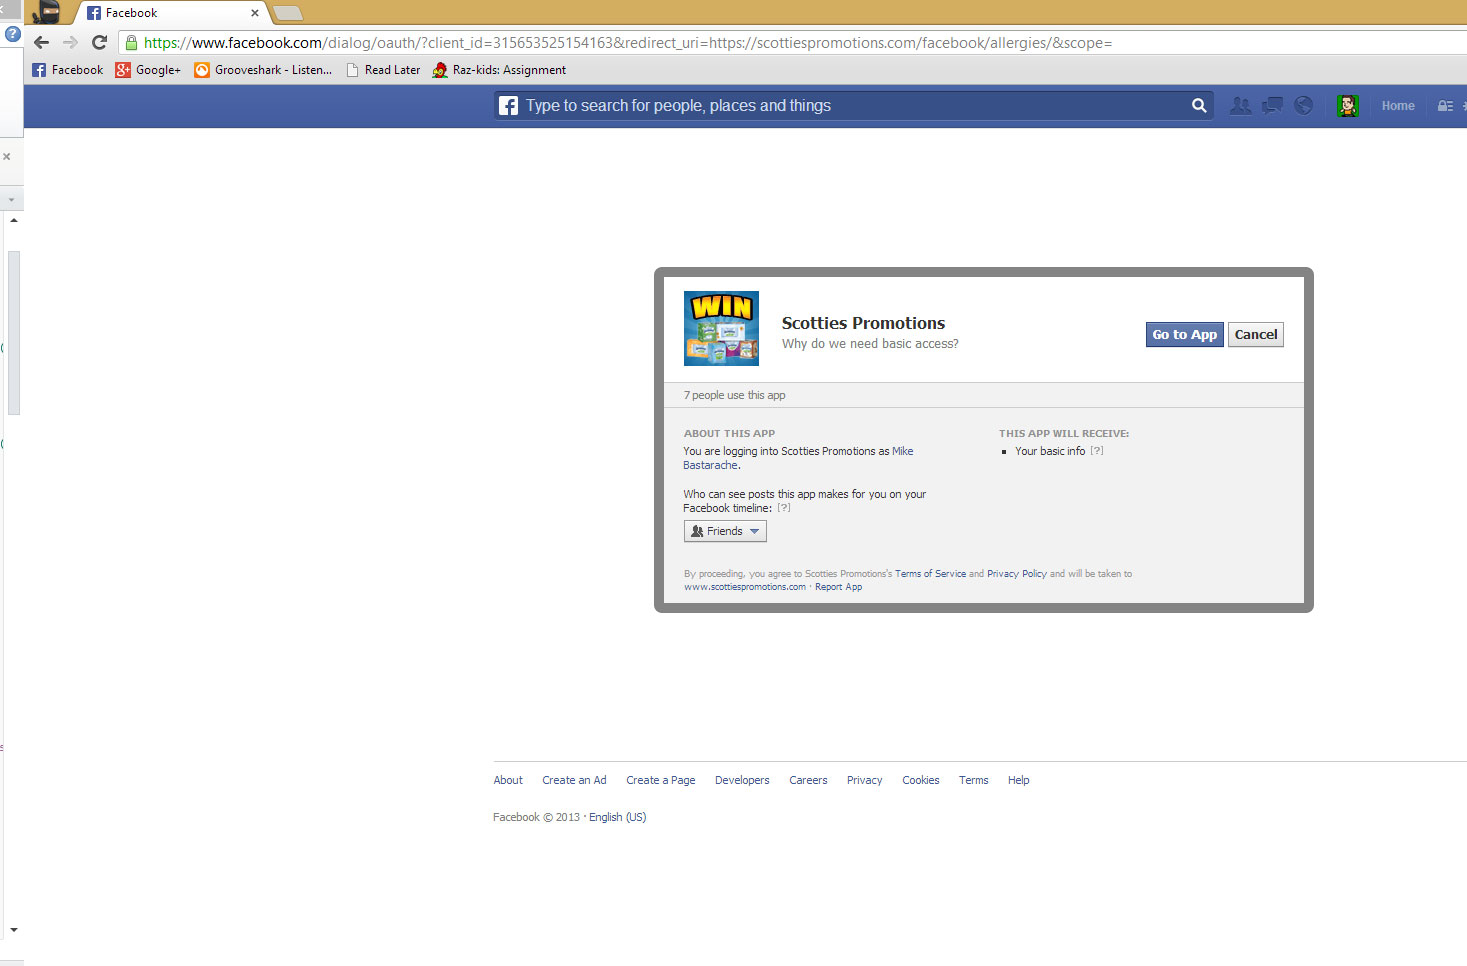 Facebook
https://www.facebook.com/dialog/oauth/?client_id=315653525154163&redirect_uri=https://scottiespromotions.com/facebook/allergies/&scope=
Facebook Google+ Grooveshark - Listen... Read Later Raz-kids: Assignment
Type to search for people, places and things Home
WIN
Scotties Promotions
Why do we need basic access?
Go to App Cancel
7 people use this app
ABOUT THIS APP
You are logging into Scotties Promotions as Mike
Bastarache.
Who can see posts this app makes for you on your
Facebook timeline: [?]
Friends
THIS APP WILL RECEIVE:
Your basic info [?]
By proceeding, you agree to Scotties Promotions's Terms of Service and Privacy Policy and will be taken to
www.scottiespromotions.com · Report App
About Create an Ad Create a Page Developers Careers Privacy Cookies Terms Help
Facebook © 2013 · English (US)